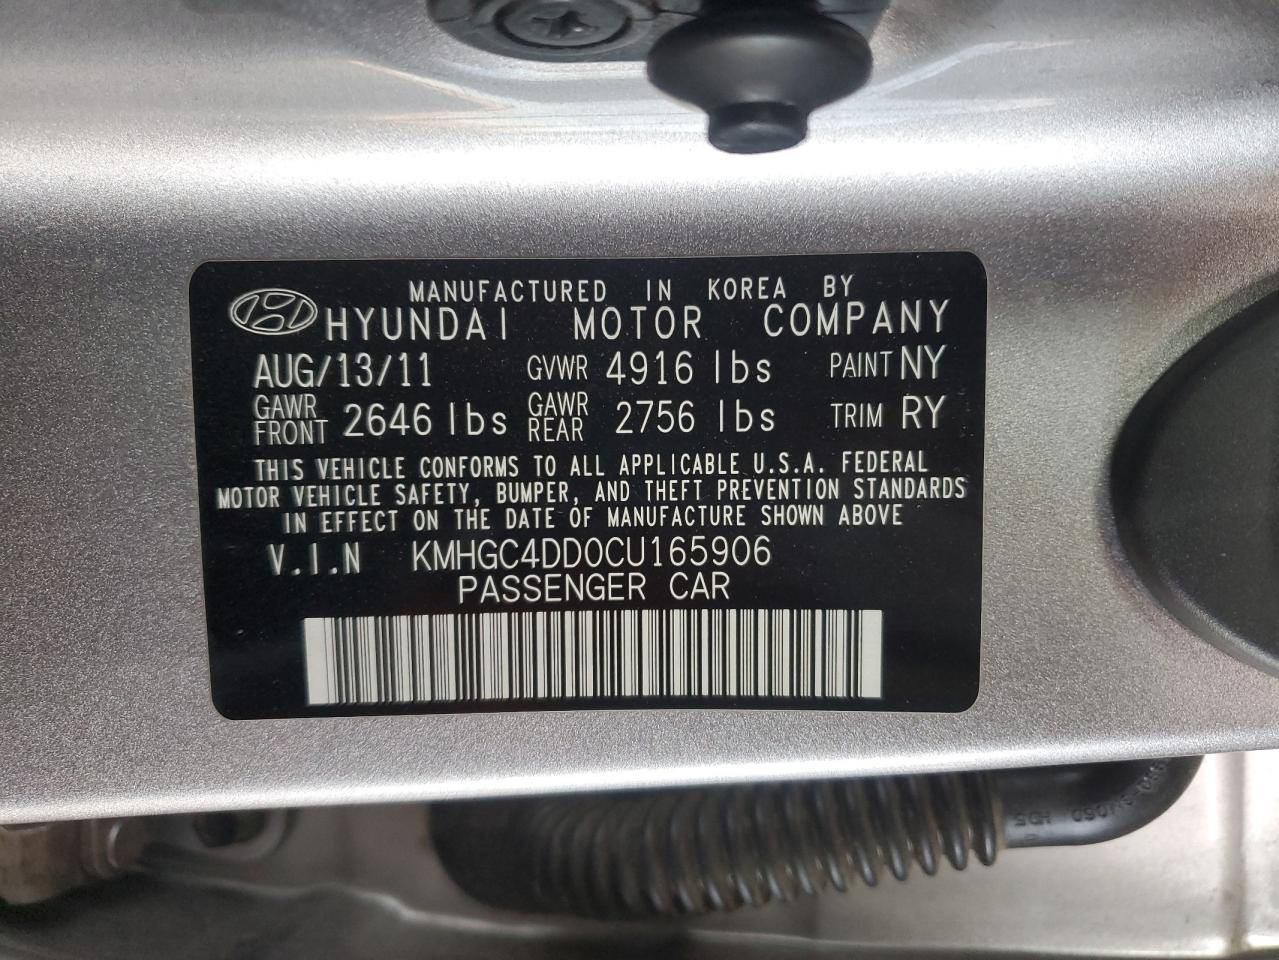 MANUFACTURED IN KOREA BY
HYUNDAI MOTOR COMPANY
AUG/13/11 GVWR 4916 lbs PAINT NY
GAWR FRONT 2646 lbs GAWR REAR 2756 lbs TRIM RY
THIS VEHICLE CONFORMS TO ALL APPLICABLE U.S.A. FEDERAL
MOTOR VEHICLE SAFETY, BUMPER, AND THEFT PREVENTION STANDARDS
IN EFFECT ON THE DATE OF MANUFACTURE SHOWN ABOVE
V.I.N KMHGC4DD0CU165906
PASSENGER CAR